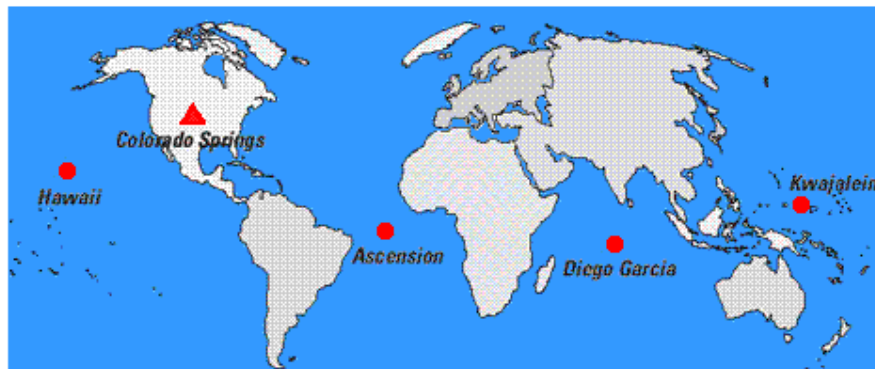 Colorado Springs
Hawaii
Kwajalein
Ascension
Diego Garcia